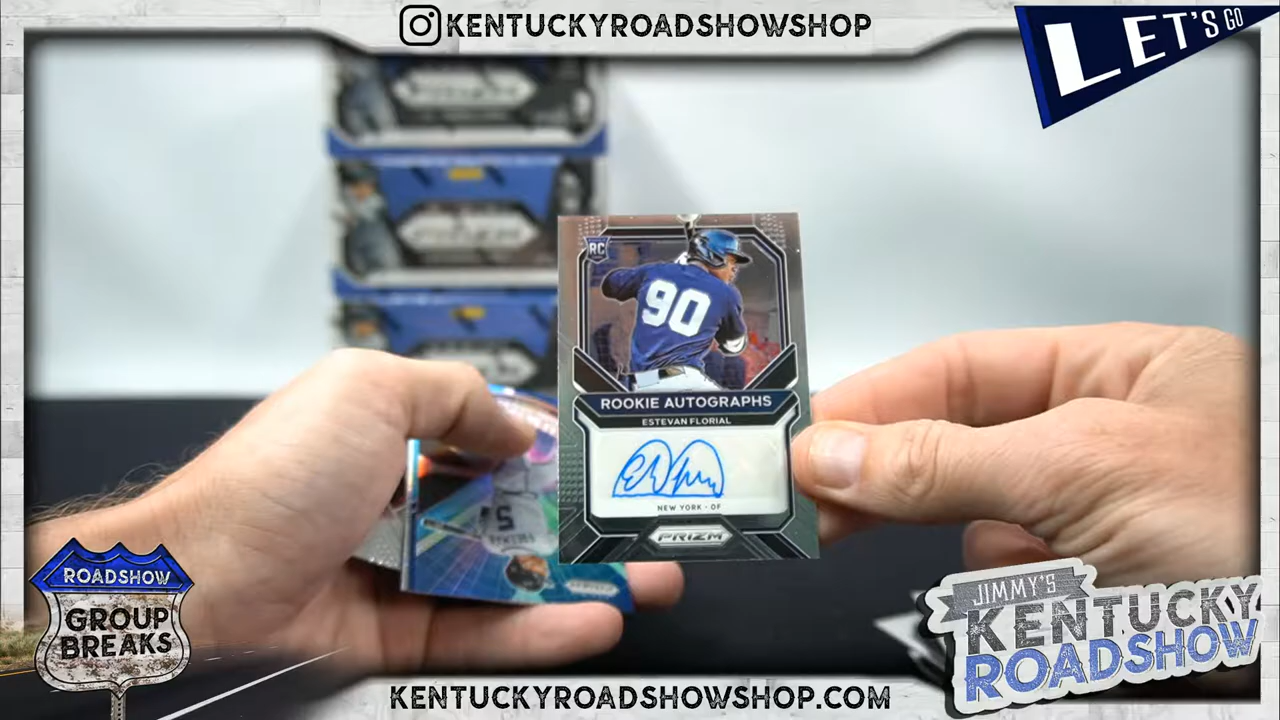 KENTUCKYROADSHOWSHOP
LET'S GO
RC
90
ROOKIE AUTOGRAPHS
ESTEVAN FLORIAL
NEW YORK - OF
PRIZM
5
ROADSHOW
GROUP
BREAKS
JIMMY'S
KENTUCKY
ROADSHOW
KENTUCKYROADSHOWSHOP.COM